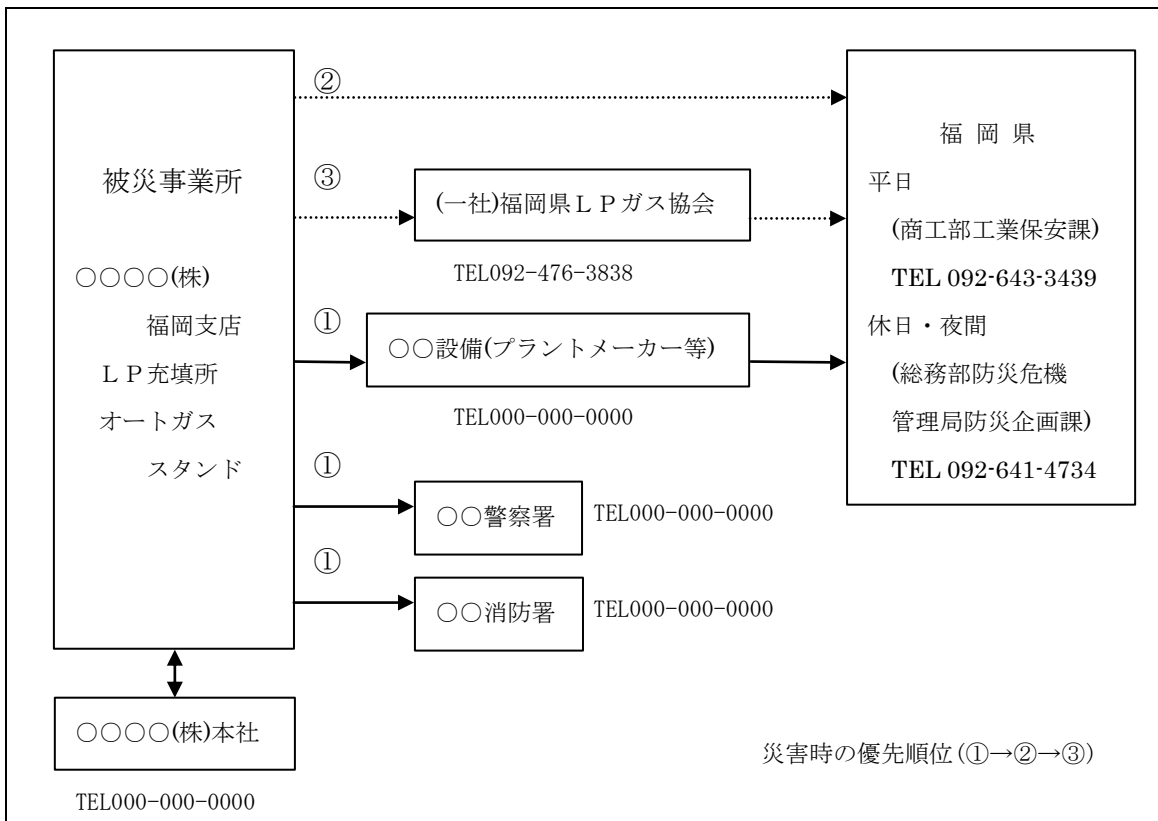 被災事業所
○○○○(株)
福岡支店
ＬＰ充填所
オートガス
スタンド
②
③
(一社)福岡県ＬＰガス協会
TEL092-476-3838
①
○○設備(プラントメーカー等)
TEL000-000-0000
①
○○警察署
TEL000-000-0000
①
○○消防署
TEL000-000-0000
福 岡 県
平日
(商工部工業保安課)
TEL 092-643-3439
休日・夜間
(総務部防災危機
管理局防災企画課)
TEL 092-641-4734
○○○○(株)本社
TEL000-000-0000
災害時の優先順位(①→②→③)